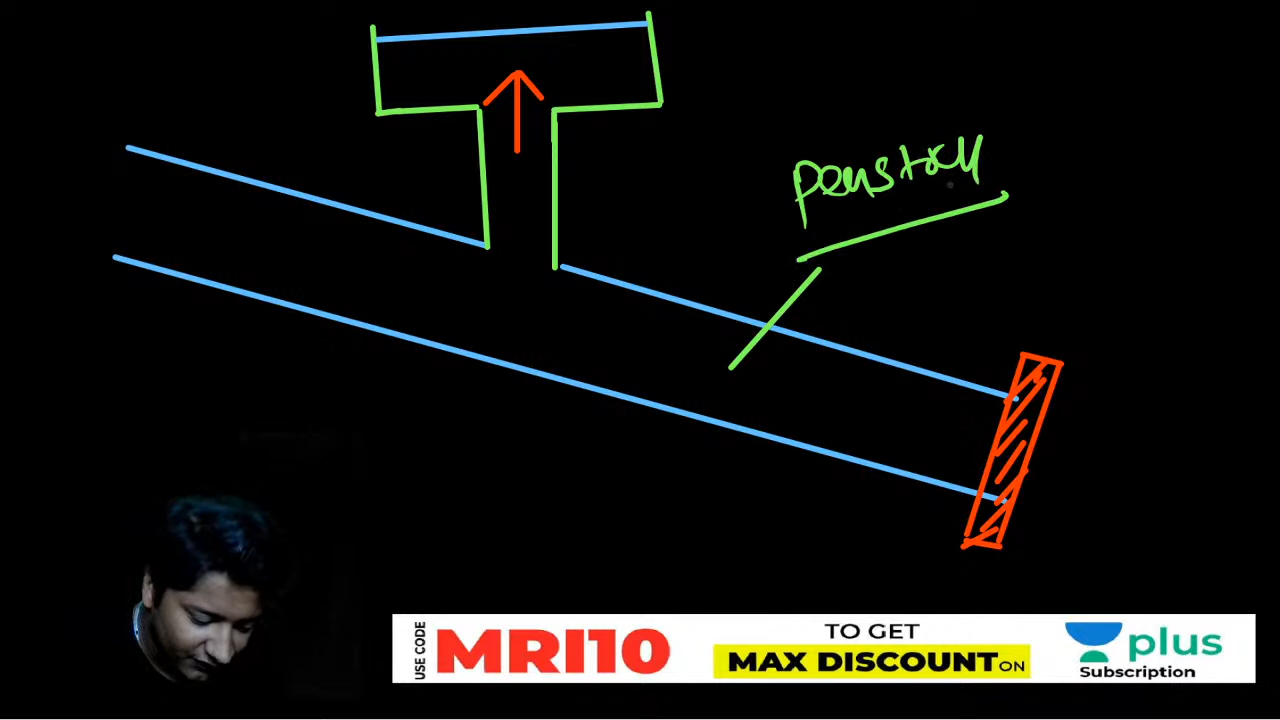 penstock
USE CODE
MRI10
TO GET
MAX DISCOUNT ON
plus
Subscription